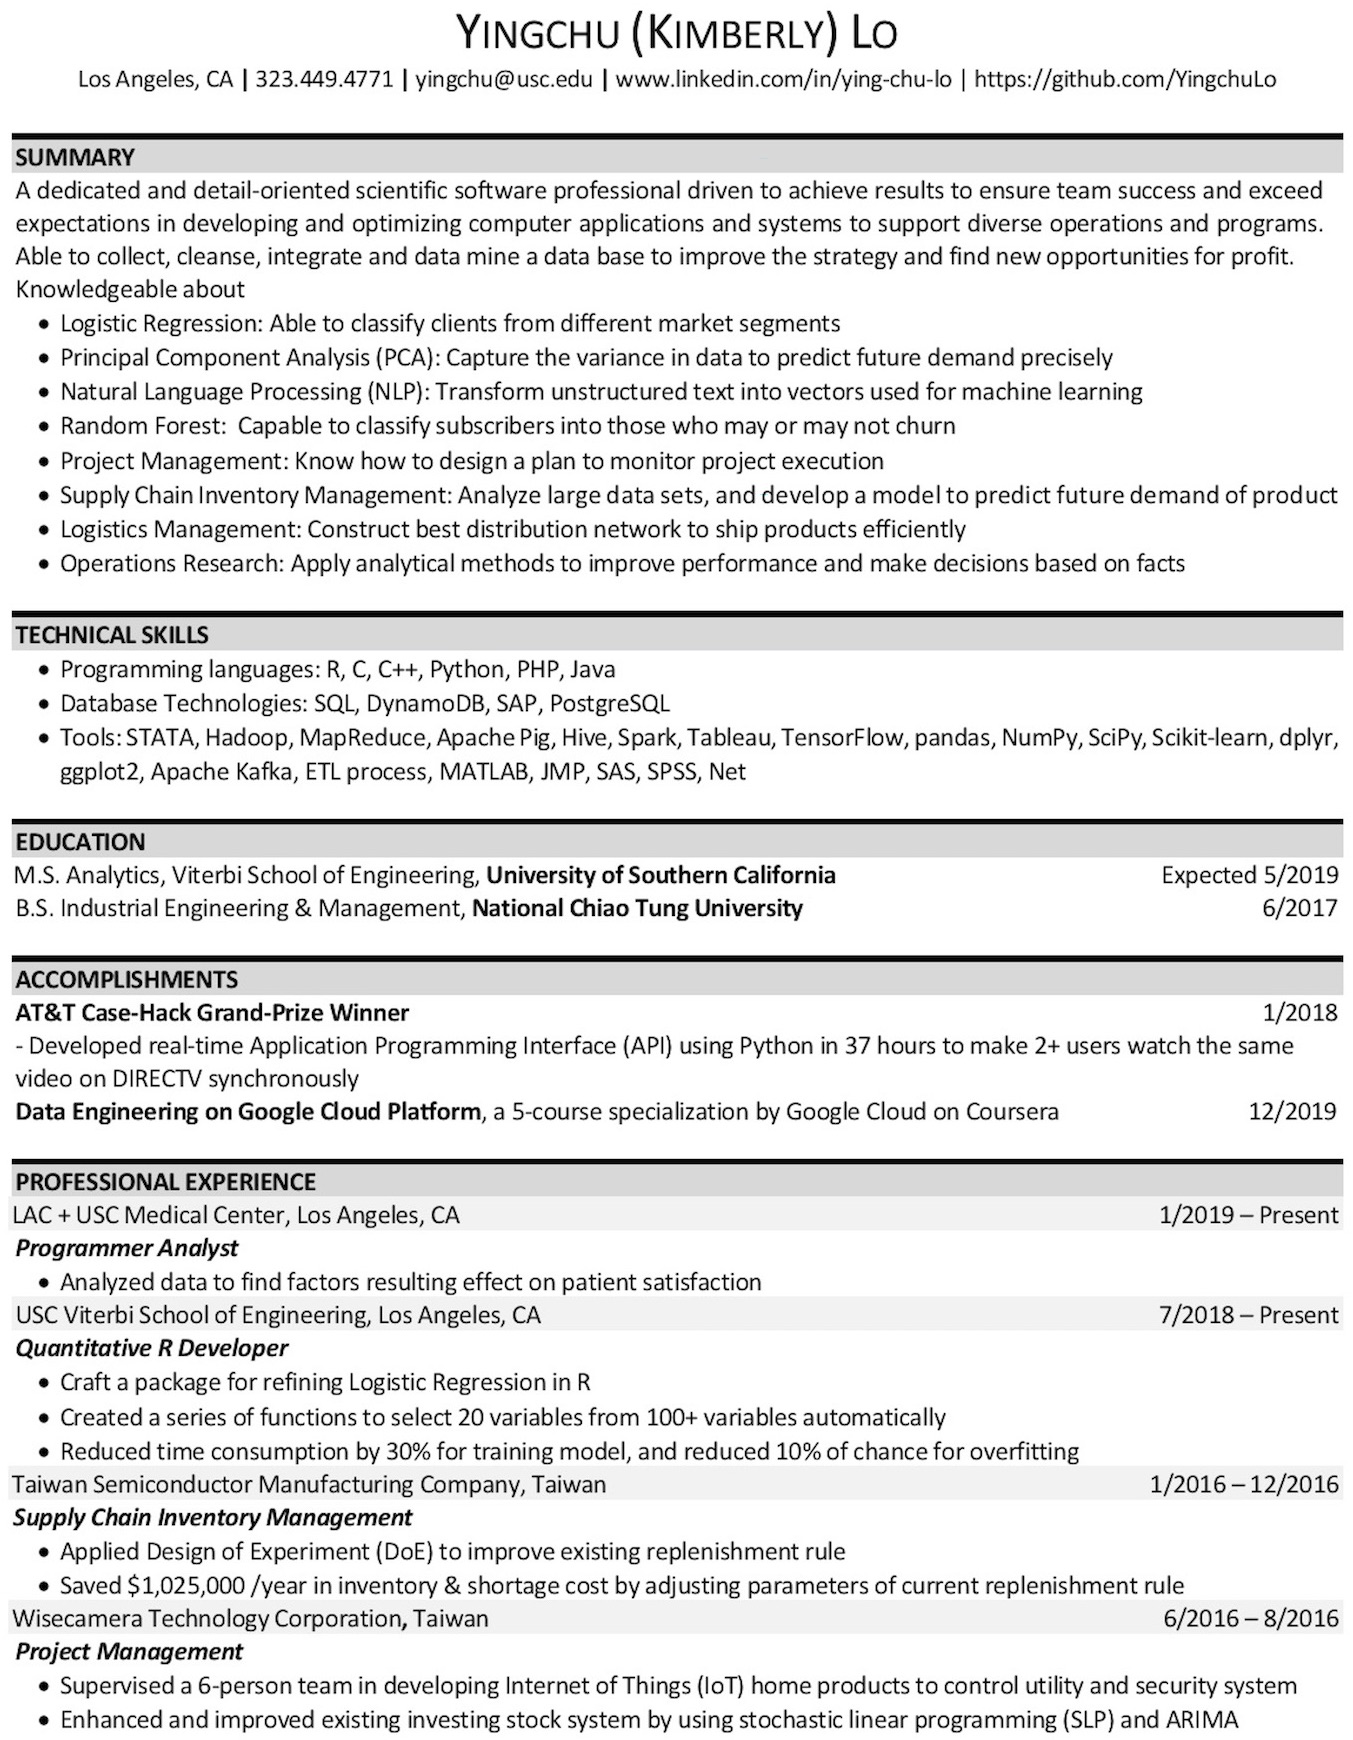 YINGCHU (KIMBERLY) LO
Los Angeles, CA | 323.449.4771 | yingchu@usc.edu | www.linkedin.com/in/ying-chu-lo | https://github.com/YingchuLo
SUMMARY
A dedicated and detail-oriented scientific software professional driven to achieve results to ensure team success and exceed
expectations in developing and optimizing computer applications and systems to support diverse operations and programs.
Able to collect, cleanse, integrate and data mine a data base to improve the strategy and find new opportunities for profit.
Knowledgeable about
• Logistic Regression: Able to classify clients from different market segments
• Principal Component Analysis (PCA): Capture the variance in data to predict future demand precisely
• Natural Language Processing (NLP): Transform unstructured text into vectors used for machine learning
• Random Forest: Capable to classify subscribers into those who may or may not churn
• Project Management: Know how to design a plan to monitor project execution
• Supply Chain Inventory Management: Analyze large data sets, and develop a model to predict future demand of product
• Logistics Management: Construct best distribution network to ship products efficiently
• Operations Research: Apply analytical methods to improve performance and make decisions based on facts
TECHNICAL SKILLS
• Programming languages: R, C, C++, Python, PHP, Java
• Database Technologies: SQL, DynamoDB, SAP, PostgreSQL
• Tools: STATA, Hadoop, MapReduce, Apache Pig, Hive, Spark, Tableau, TensorFlow, pandas, NumPy, SciPy, Scikit-learn, dplyr,
ggplot2, Apache Kafka, ETL process, MATLAB, JMP, SAS, SPSS, Net
EDUCATION
M.S. Analytics, Viterbi School of Engineering, University of Southern California Expected 5/2019
B.S. Industrial Engineering & Management, National Chiao Tung University 6/2017
ACCOMPLISHMENTS
AT&T Case-Hack Grand-Prize Winner 1/2018
- Developed real-time Application Programming Interface (API) using Python in 37 hours to make 2+ users watch the same
video on DIRECTV synchronously
Data Engineering on Google Cloud Platform, a 5-course specialization by Google Cloud on Coursera 12/2019
PROFESSIONAL EXPERIENCE
LAC + USC Medical Center, Los Angeles, CA 1/2019 – Present
Programmer Analyst
• Analyzed data to find factors resulting effect on patient satisfaction
USC Viterbi School of Engineering, Los Angeles, CA 7/2018 – Present
Quantitative R Developer
• Craft a package for refining Logistic Regression in R
• Created a series of functions to select 20 variables from 100+ variables automatically
• Reduced time consumption by 30% for training model, and reduced 10% of chance for overfitting
Taiwan Semiconductor Manufacturing Company, Taiwan 1/2016 – 12/2016
Supply Chain Inventory Management
• Applied Design of Experiment (DoE) to improve existing replenishment rule
• Saved $1,025,000 /year in inventory & shortage cost by adjusting parameters of current replenishment rule
Wisecamera Technology Corporation, Taiwan 6/2016 – 8/2016
Project Management
• Supervised a 6-person team in developing Internet of Things (IoT) home products to control utility and security system
• Enhanced and improved existing investing stock system by using stochastic linear programming (SLP) and ARIMA